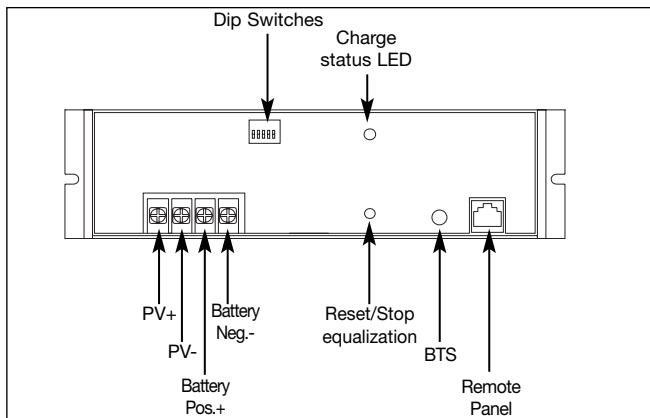 Dip Switches
Charge
status LED
PV+
PV-
Battery
Pos.+
Battery
Neg.-
Reset/Stop
equalization
BTS
Remote
Panel